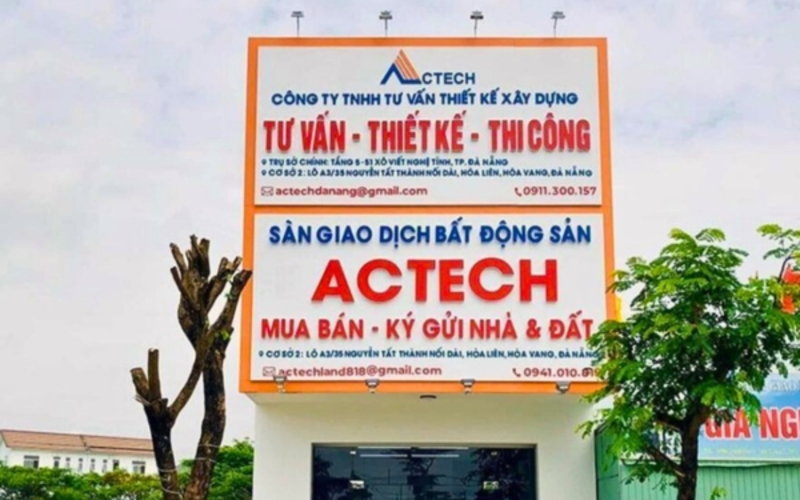 ACTECH
CÔNG TY TNHH TƯ VẤN THIẾT KẾ XÂY DỰNG
TƯ VẤN - THIẾT KẾ - THI CÔNG
TRỤ SỞ CHÍNH: TẦNG 5-51 XÔ VIẾT NGHỆ TĨNH, TP. ĐÀ NẴNG
CƠ SỞ 2: LÔ A3/35 NGUYỄN TẤT THÀNH NỐI DÀI, HÒA LIÊN, HÒA VANG, ĐÀ NẴNG
actechdanang@gmail.com 0911.300.157
SÀN GIAO DỊCH BẤT ĐỘNG SẢN
ACTECH
MUA BÁN - KÝ GỬI NHÀ & ĐẤT
CƠ SỞ 2: LÔ A3/35 NGUYỄN TẤT THÀNH NỐI DÀI, HÒA LIÊN, HÒA VANG, ĐÀ NẴNG
actechland818@gmail.com 0941.010.
GIA